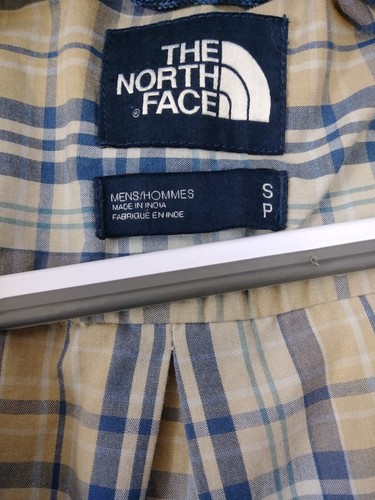 THE
NORTH
FACE
®
MENS/HOMMES
MADE IN INDIA
FABRIQUÉ EN INDE
S
P